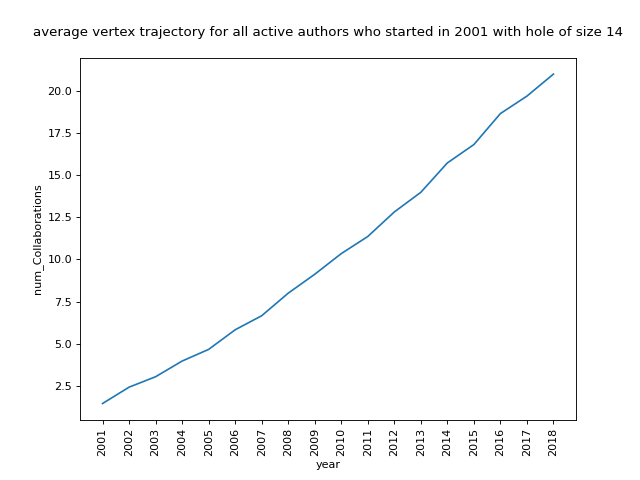 average vertex trajectory for all active authors who started in 2001 with hole of size 14
num_Collaborations
20.0
17.5
15.0
12.5
10.0
7.5
5.0
2.5
2001 2002 2003 2004 2005 2006 2007 2008 2009 2010 2011 2012 2013 2014 2015 2016 2017 2018
year